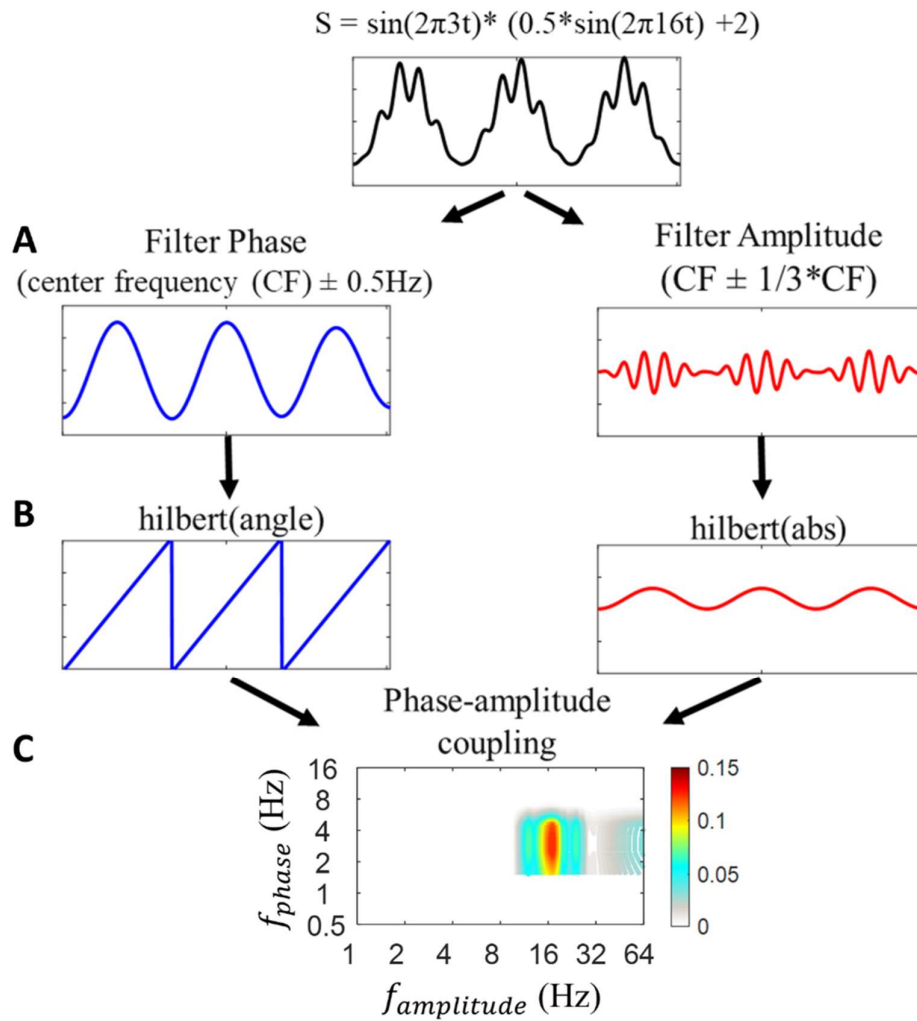 S = sin(2π3t)* (0.5*sin(2π16t) +2)
A
Filter Phase
(center frequency (CF) ± 0.5Hz)
Filter Amplitude
(CF ± 1/3*CF)
B
hilbert(angle)
hilbert(abs)
Phase-amplitude
coupling
C
f_phase (Hz)
16
8
4
2
1
0.5
1 2 4 8 16 32 64
f_amplitude (Hz)
0.15
0.1
0.05
0